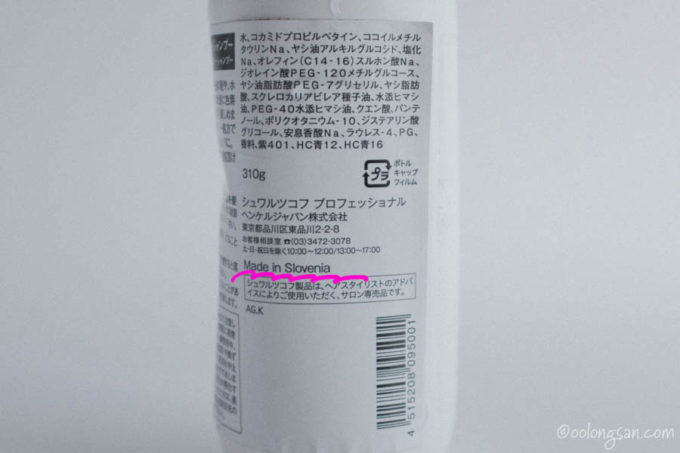 水、コカミドプロピルベタイン、ココイルメチル
タウリンNa、ヤシ油アルキルグルコシド、塩化
Na、オレフィン(C14-16)スルホン酸Na、
ジオレイン酸PEG-120メチルグルコース、
ヤシ油脂肪酸PEG-7グリセリル、ヤシ脂肪
酸、スクレロカリアビレア種子油、水添ヒマシ
油、PEG-40水添ヒマシ油、クエン酸、パンテ
ノール、ポリクオタニウム-10、ジステアリン酸
グリコール、安息香酸Na、ラウレス-4、PG、
香料、紫401、HC青12、HC青16
310g
プラ
ボトル
キャップ
フィルム
シュワルツコフ プロフェッショナル
ヘンケルジャパン株式会社
東京都品川区東品川2-2-8
お客様相談室 ☎(03)3472-3078
土・日・祝日を除く10:00~12:00/13:00~17:00
Made in Slovenia
シュワルツコフ製品は、ヘアスタイリストのアドバ
イスによりご使用いただく、サロン専売品です。
AG.K
4 515208 095001
@oolongsan.com